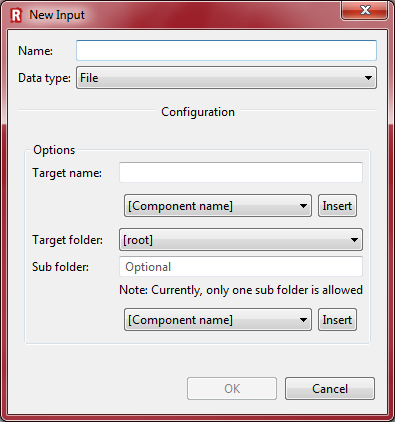 R New Input
Name:
Data type: File
Configuration
Options
Target name:
[Component name] Insert
Target folder: [root]
Sub folder: Optional
Note: Currently, only one sub folder is allowed
[Component name] Insert
OK Cancel